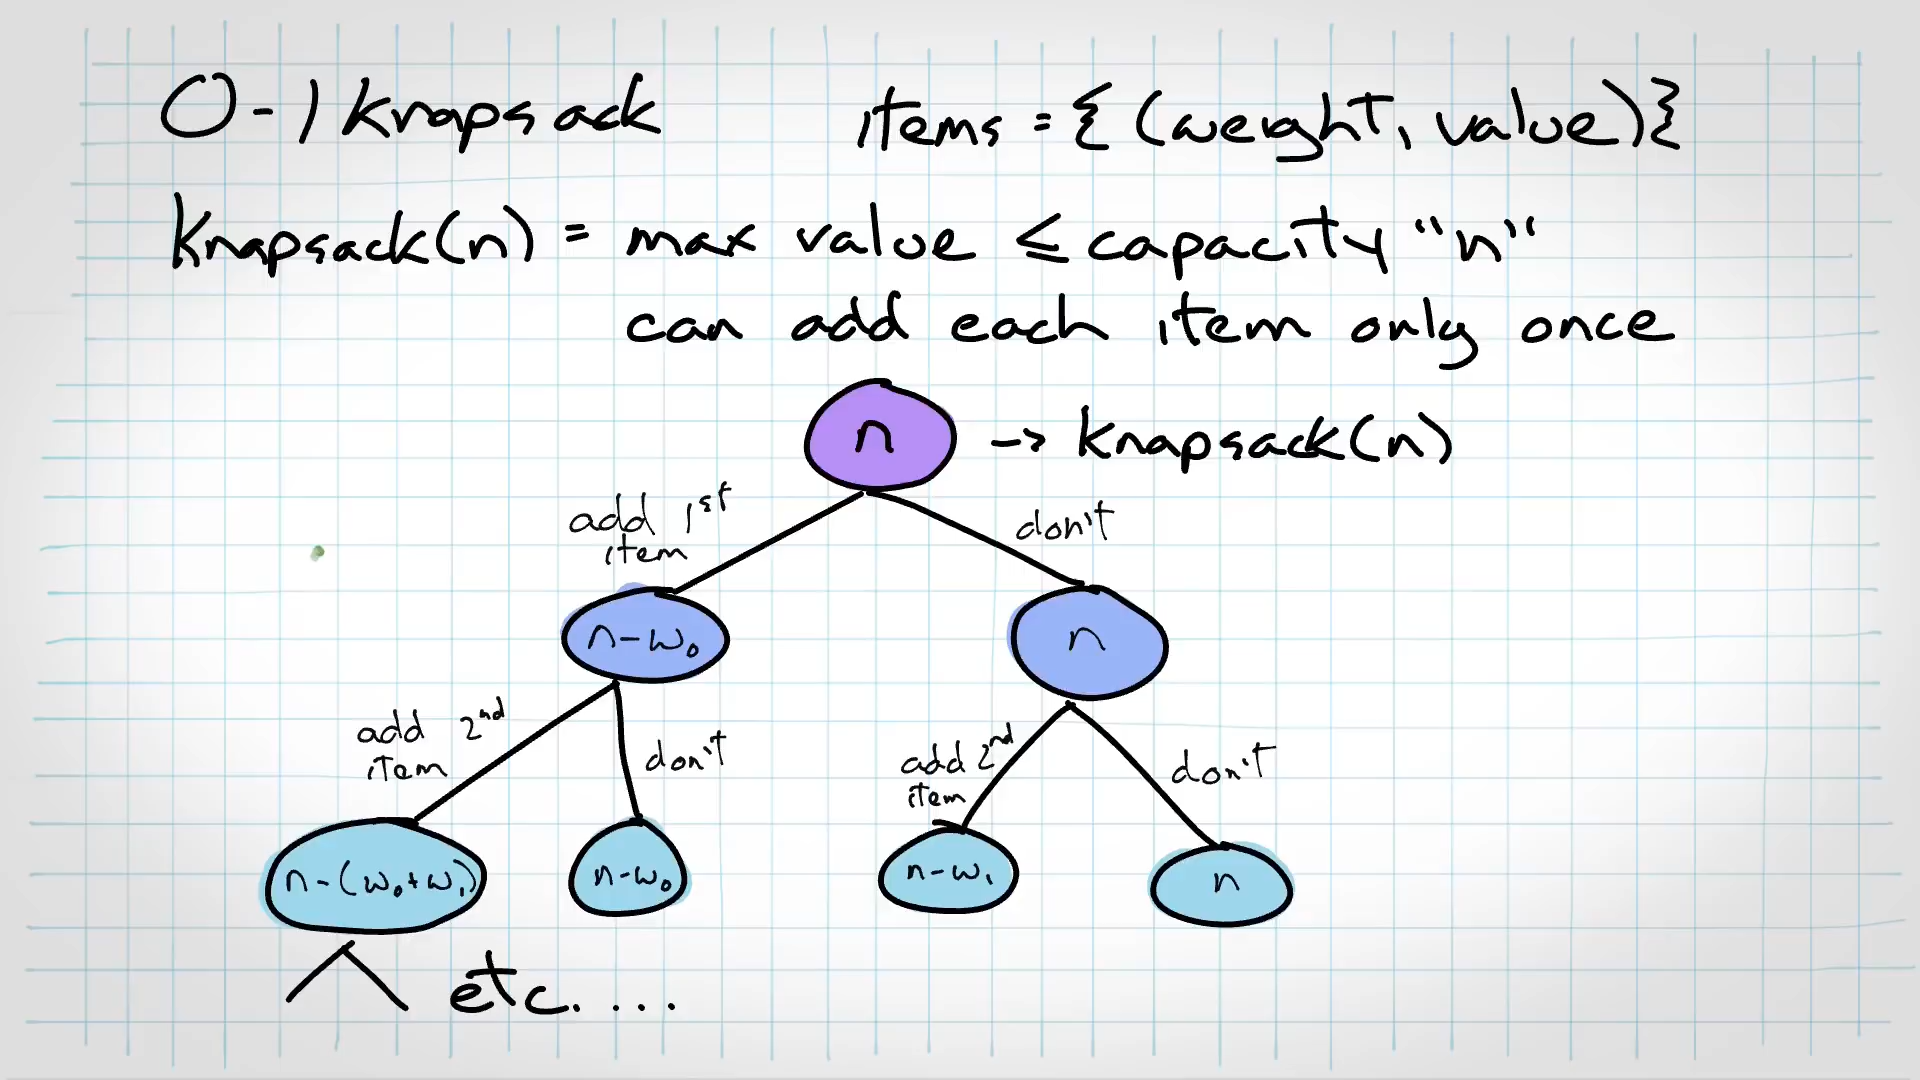 0-1 Knapsack
items = { (weight, value) }
Knapsack(n) = max value ≤ capacity "n"
can add each item only once
n → Knapsack(n)
add 1st
item
don't
n-w₀
n
add 2nd
item
don't
add 2nd
item
don't
n-(w₀+w₁)
n-w₀
n-w₁
n
etc....